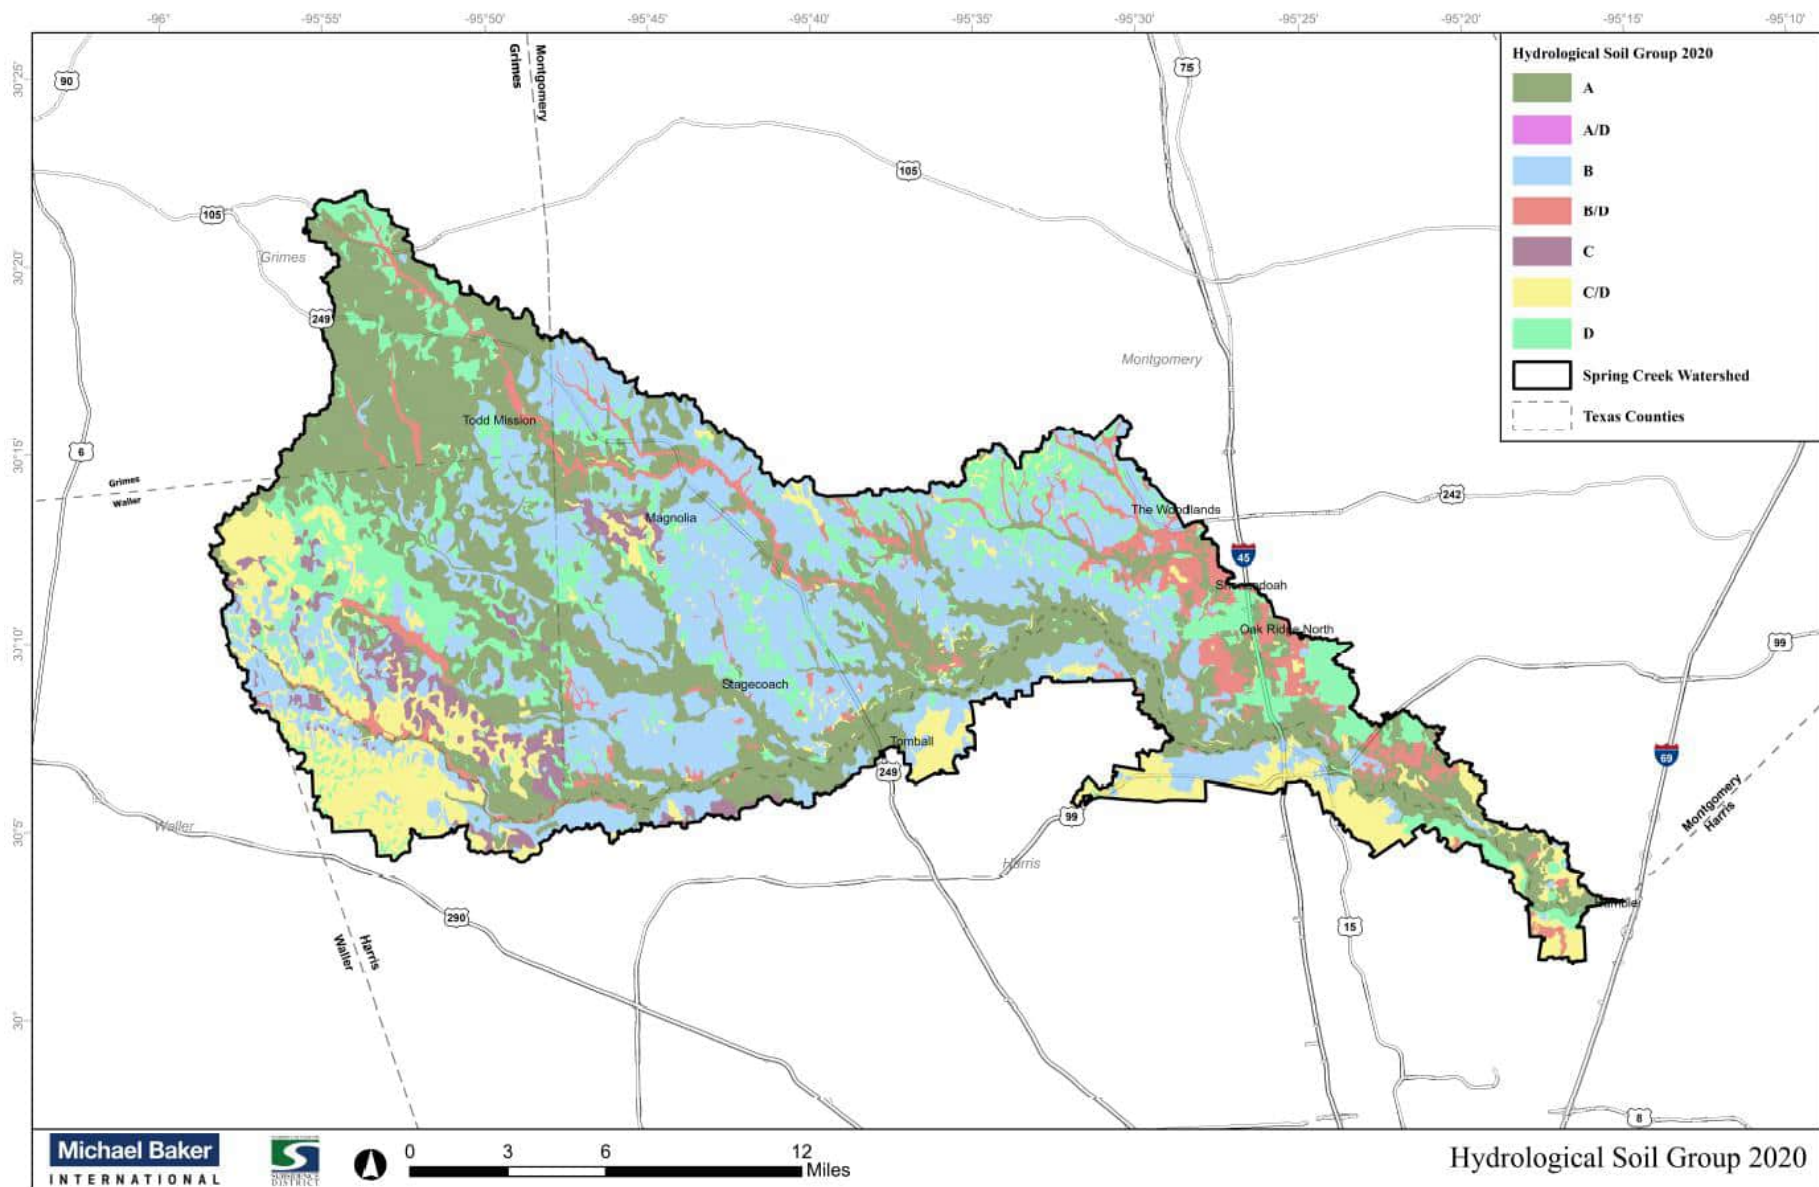 -96° -95°55' -95°50' -95°45' -95°40' -95°35' -95°30' -95°25' -95°20' -95°15' -95°10'
30°25'
30°20'
30°15'
30°10'
30°5'
30°
Hydrological Soil Group 2020
A
A/D
B
B/D
C
C/D
D
Spring Creek Watershed
Texas Counties
90
Grimes
Montgomery
75
105
105
Grimes
249
Montgomery
Todd Mission
6
Grimes
Waller
242
Magnolia
The Woodlands
45
Shenandoah
Oak Ridge North
99
Stagecoach
Tomball
249
69
99
Montgomery
Harris
Waller
Harris
290
15
Harris
Waller
8
Michael Baker
INTERNATIONAL
SUBSIDENCE
DISTRICT
0 3 6 12
Miles
Hydrological Soil Group 2020